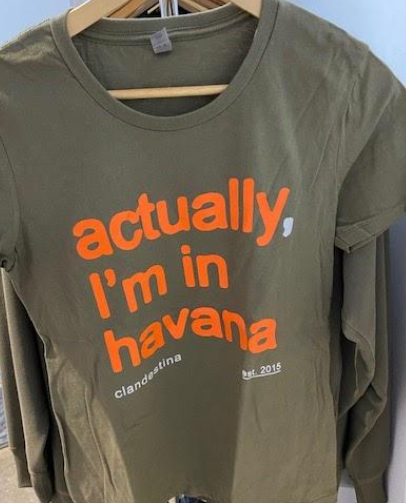 actually,
I'm in
havana
clandestina
est. 2015